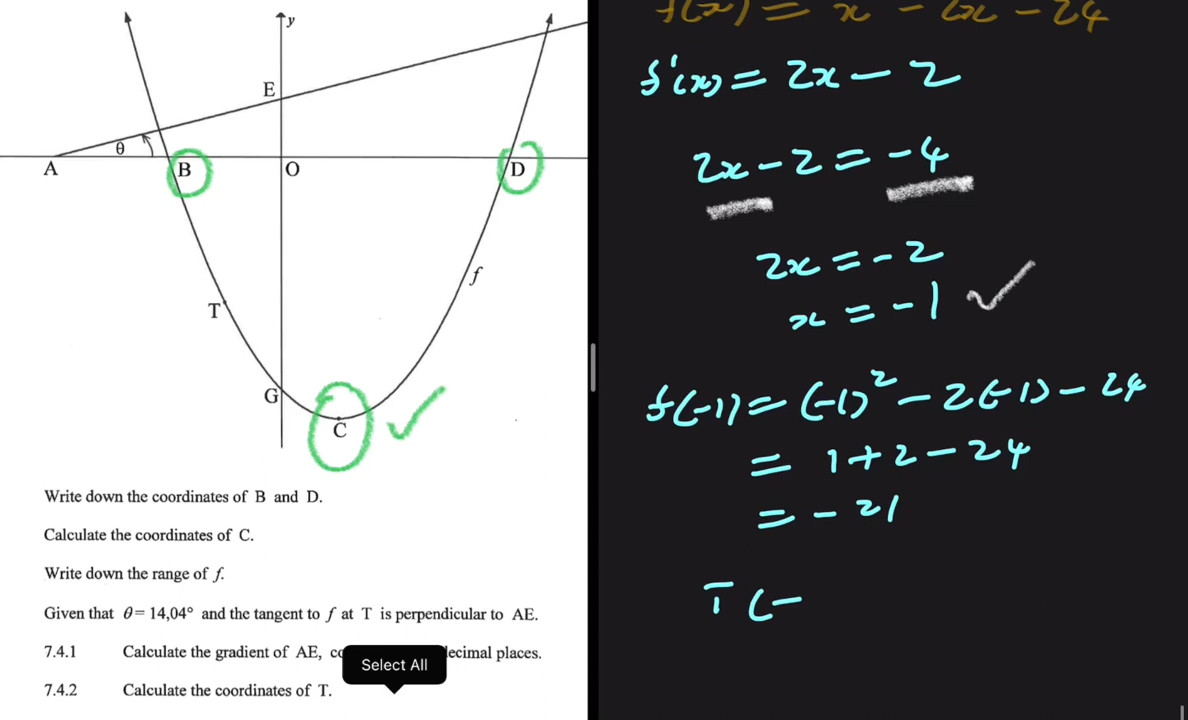 y
E
θ
A
B
O
D
f
T
G
C
Write down the coordinates of B and D.
Calculate the coordinates of C.
Write down the range of f.
Given that θ= 14,04° and the tangent to f at T is perpendicular to AE.
7.4.1 Calculate the gradient of AE, ecimal places.
Select All
7.4.2 Calculate the coordinates of T.
f(x) = x - 2x - 24
f'(x) = 2x - 2
2x - 2 = -4
2x = -2
x = -1 ✓
f(-1) = (-1)² - 2(-1) - 24
= 1 + 2 - 24
= -21
T (-